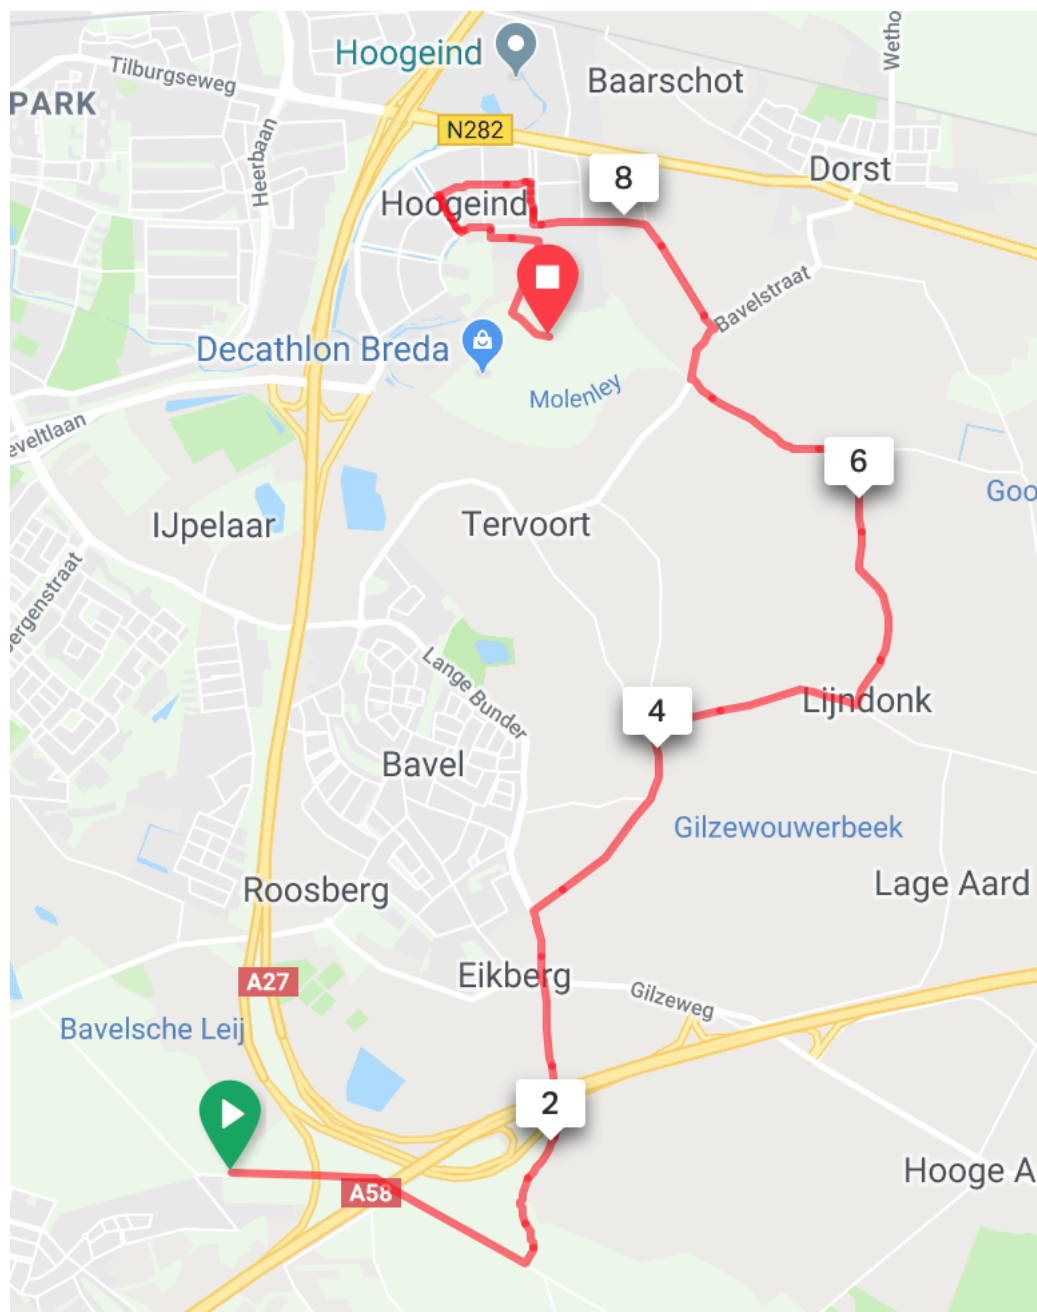 Hoogeind
Baarschot
Wetho
Tilburgseweg
PARK
N282
Heerbaan
Dorst
8
Hoogeind
Bavelstraat
Decathlon Breda
Molenley
eveltlaan
6
Goo
IJpelaar
Tervoort
ergenstraat
Lange Bunder
Lijndonk
4
Bavel
Gilzewouwerbeek
Roosberg
Lage Aard
Eikberg
A27
Gilzeweg
Bavelsche Leij
2
Hooge A
A58